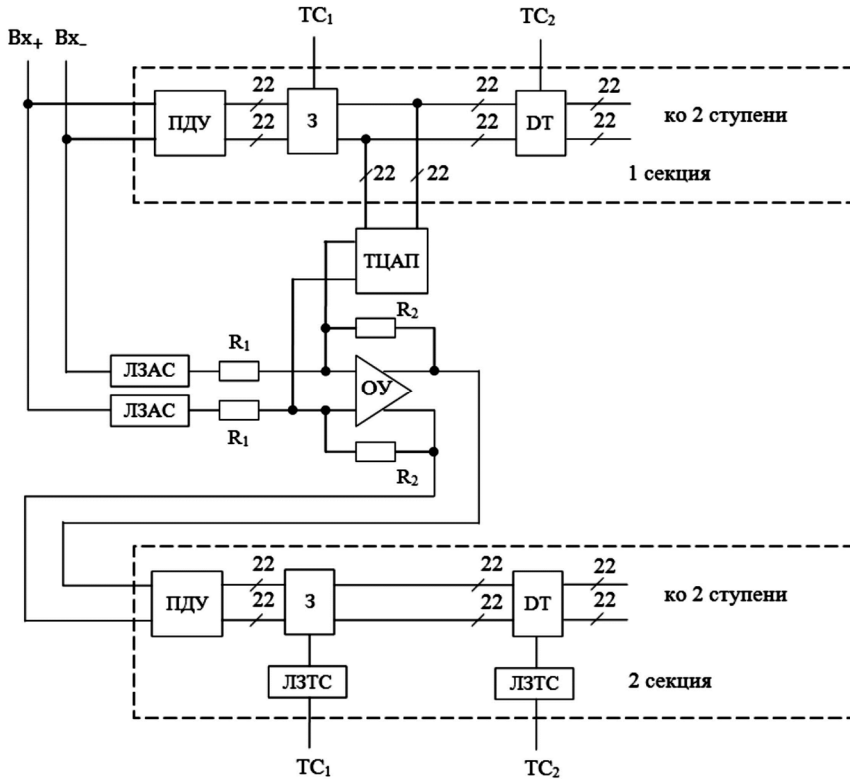 ТС₁
ТС₂
Вх₊
Вх₋
22
22
22
ПДУ
З
DT
ко 2 ступени
22
22
22
22
22
1 секция
ТЦАП
R₂
R₁
ЛЗАС
ОУ
ЛЗАС
R₁
R₂
22
22
22
ПДУ
З
DT
ко 2 ступени
22
22
22
ЛЗТС
ЛЗТС
2 секция
ТС₁
ТС₂